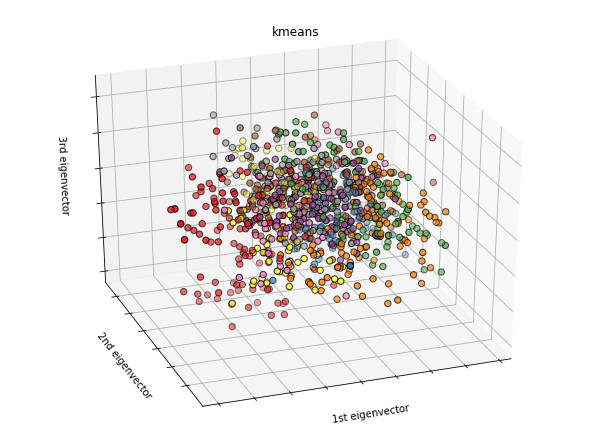 kmeans
3rd eigenvector
2nd eigenvector
1st eigenvector